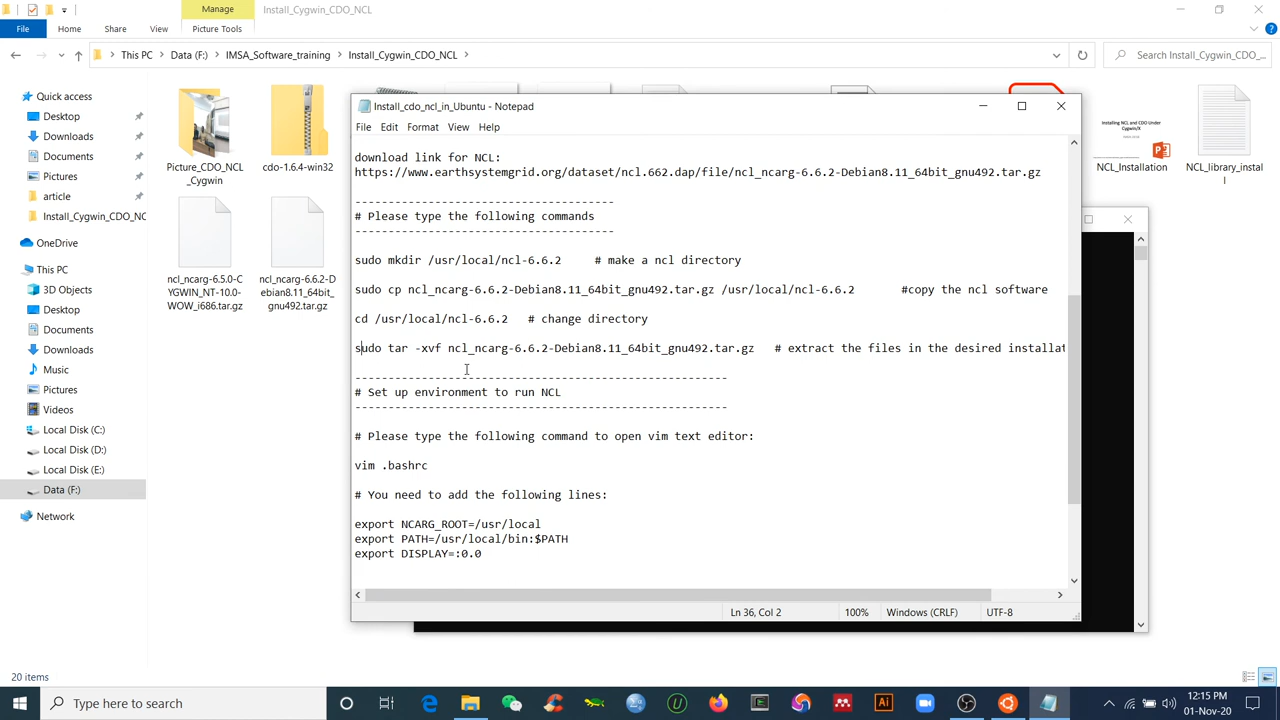 Manage
Install_Cygwin_CDO_NCL
File
Home
Share
View
Picture Tools
This PC
Data (F:)
IMSA_Software_training
Install_Cygwin_CDO_NCL
Search Install_Cygwin_CDO_...
Quick access
Desktop
Downloads
Documents
Pictures
article
Install_Cygwin_CDO_NC
OneDrive
This PC
3D Objects
Desktop
Documents
Downloads
Music
Pictures
Videos
Local Disk (C:)
Local Disk (D:)
Local Disk (E:)
Data (F:)
Network
Picture_CDO_NCL
_Cygwin
cdo-1.6.4-win32
ncl_ncarg-6.5.0-C
YGWIN_NT-10.0-
WOW_i686.tar.gz
ncl_ncarg-6.6.2-D
ebian8.11_64bit_
gnu492.tar.gz
Installing NCL and CDO Under
Cygwin/X
NCL_Installation
NCL_library_instal
l
Install_cdo_ncl_in_Ubuntu - Notepad
File
Edit
Format
View
Help
download link for NCL:
https://www.earthsystemgrid.org/dataset/ncl.662.dap/file/ncl_ncarg-6.6.2-Debian8.11_64bit_gnu492.tar.gz
---------------------------------------
# Please type the following commands
---------------------------------------
sudo mkdir /usr/local/ncl-6.6.2 # make a ncl directory
sudo cp ncl_ncarg-6.6.2-Debian8.11_64bit_gnu492.tar.gz /usr/local/ncl-6.6.2 #copy the ncl software
cd /usr/local/ncl-6.6.2 # change directory
sudo tar -xvf ncl_ncarg-6.6.2-Debian8.11_64bit_gnu492.tar.gz # extract the files in the desired installat
--------------------------------------------------------
# Set up environment to run NCL
--------------------------------------------------------
# Please type the following command to open vim text editor:
vim .bashrc
# You need to add the following lines:
export NCARG_ROOT=/usr/local
export PATH=/usr/local/bin:$PATH
export DISPLAY=:0.0
Ln 36, Col 2
100%
Windows (CRLF)
UTF-8
20 items
Type here to search
12:15 PM
01-Nov-20